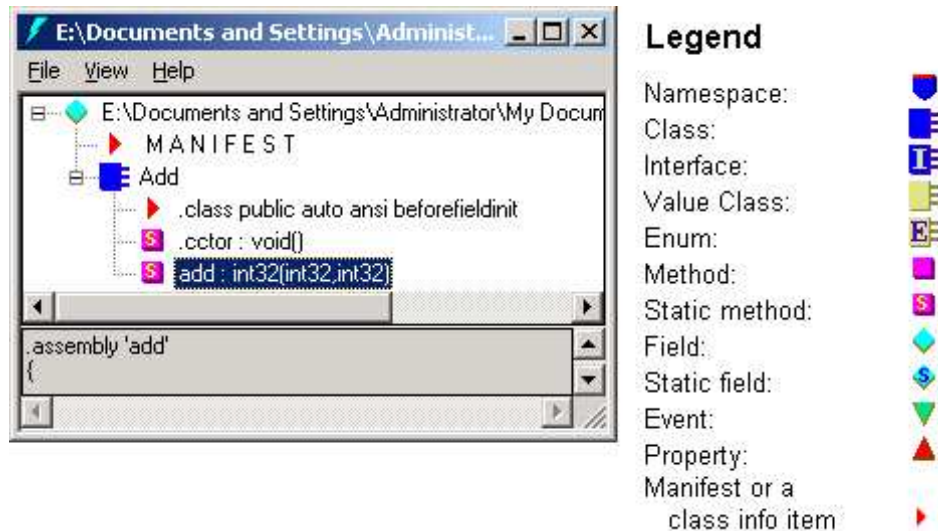 E:\Documents and Settings\Administ...
File View Help
E:\Documents and Settings\Administrator\My Docum
MANIFEST
Add
.class public auto ansi beforefieldinit
.cctor : void()
add : int32(int32,int32)
.assembly 'add'
{
Legend
Namespace:
Class:
Interface:
I
Value Class:
Enum:
E
Method:
Static method:
S
Field:
Static field:
S
Event:
Property:
Manifest or a
class info item